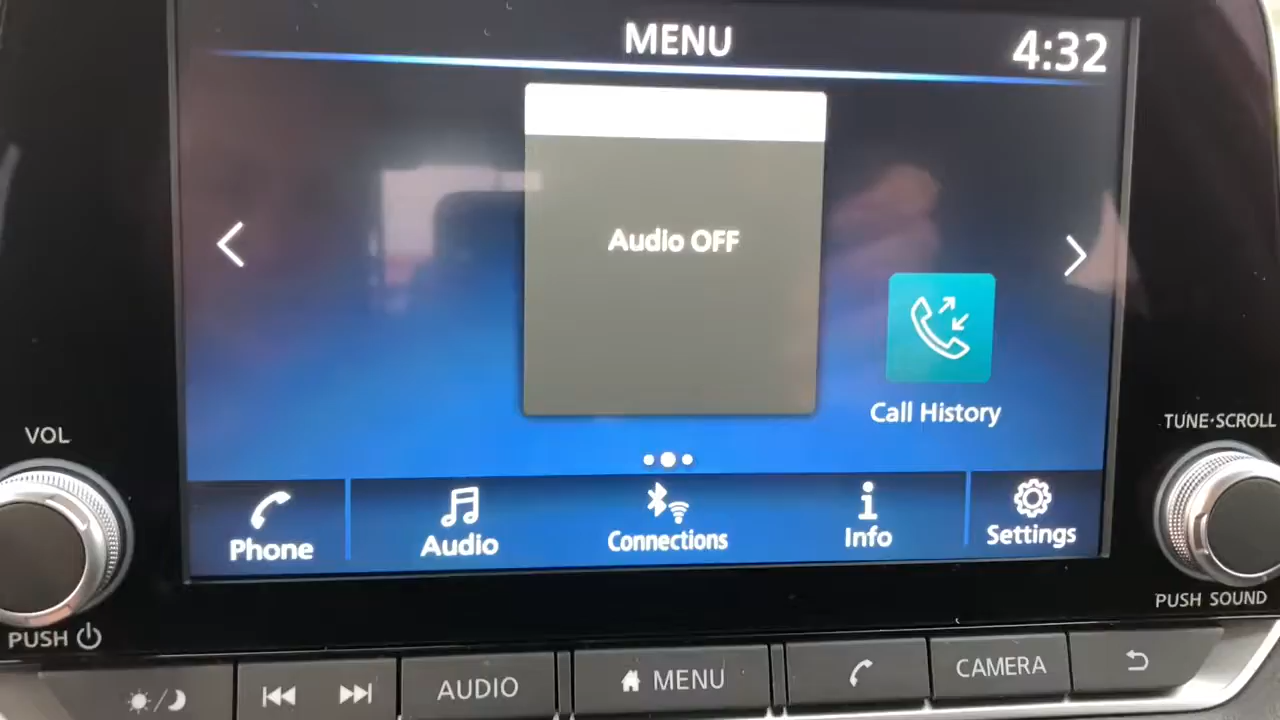 MENU
4:32
Audio OFF
Call History
VOL
TUNE•SCROLL
Phone
Audio
Connections
Info
Settings
PUSH
PUSH SOUND
AUDIO
MENU
CAMERA